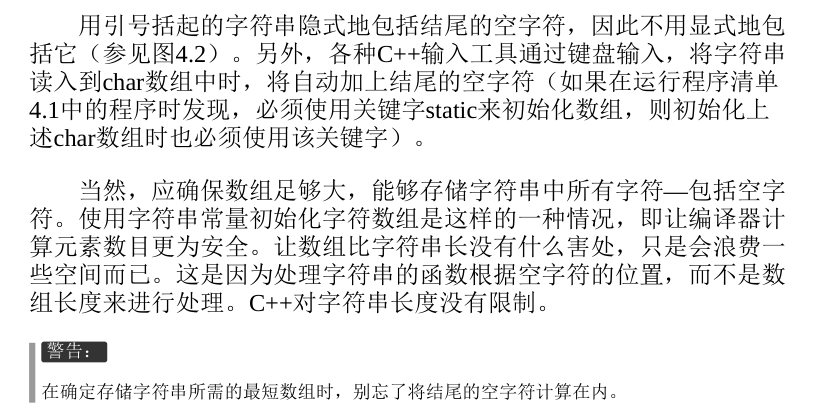 用引号括起的字符串隐式地包括结尾的空字符，因此不用显式地包
括它（参见图4.2）。另外，各种C++输入工具通过键盘输入，将字符串
读入到char数组中时，将自动加上结尾的空字符（如果在运行程序清单
4.1中的程序时发现，必须使用关键字static来初始化数组，则初始化上
述char数组时也必须使用该关键字）。
当然，应确保数组足够大，能够存储字符串中所有字符—包括空字
符。使用字符串常量初始化字符数组是这样的一种情况，即让编译器计
算元素数目更为安全。让数组比字符串长没有什么害处，只是会浪费一
些空间而已。这是因为处理字符串的函数根据空字符的位置，而不是数
组长度来进行处理。C++对字符串长度没有限制。
警告：
在确定存储字符串所需的最短数组时，别忘了将结尾的空字符计算在内。